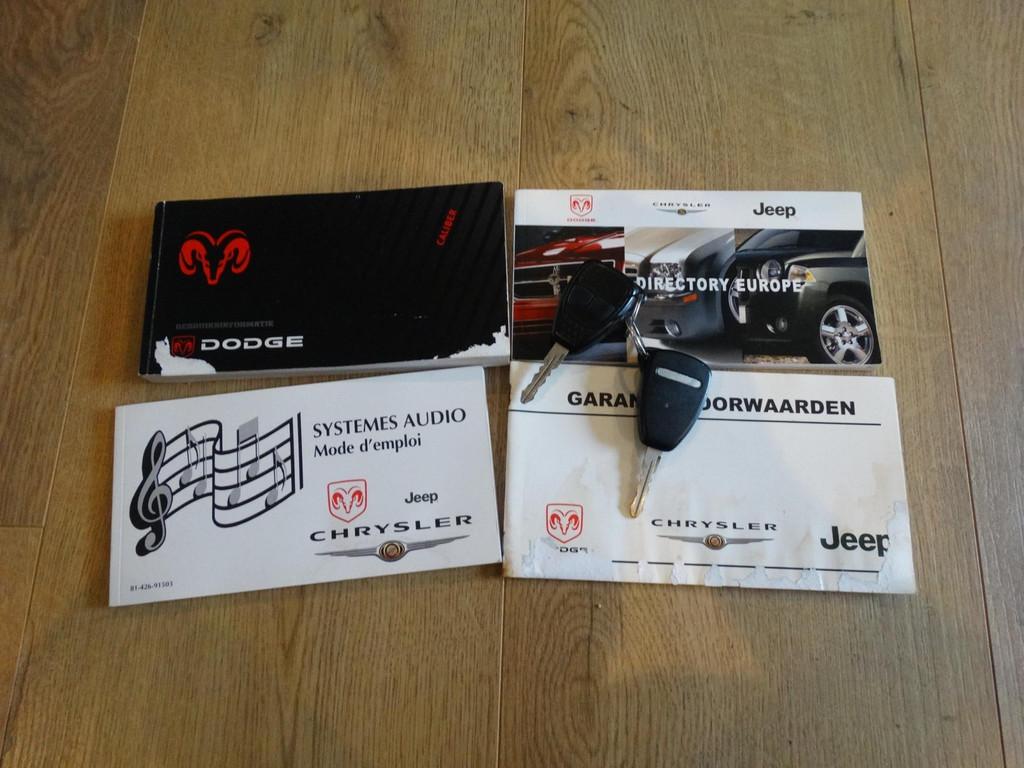 CALIBER
GEBRUIKSINFORMATIE
DODGE
DODGE
CHRYSLER
Jeep
DIRECTORY EUROPE
SYSTEMES AUDIO
Mode d'emploi
Jeep
CHRYSLER
81-426-91503
GARAN OORWAARDEN
DGE
CHRYSLER
Jeep